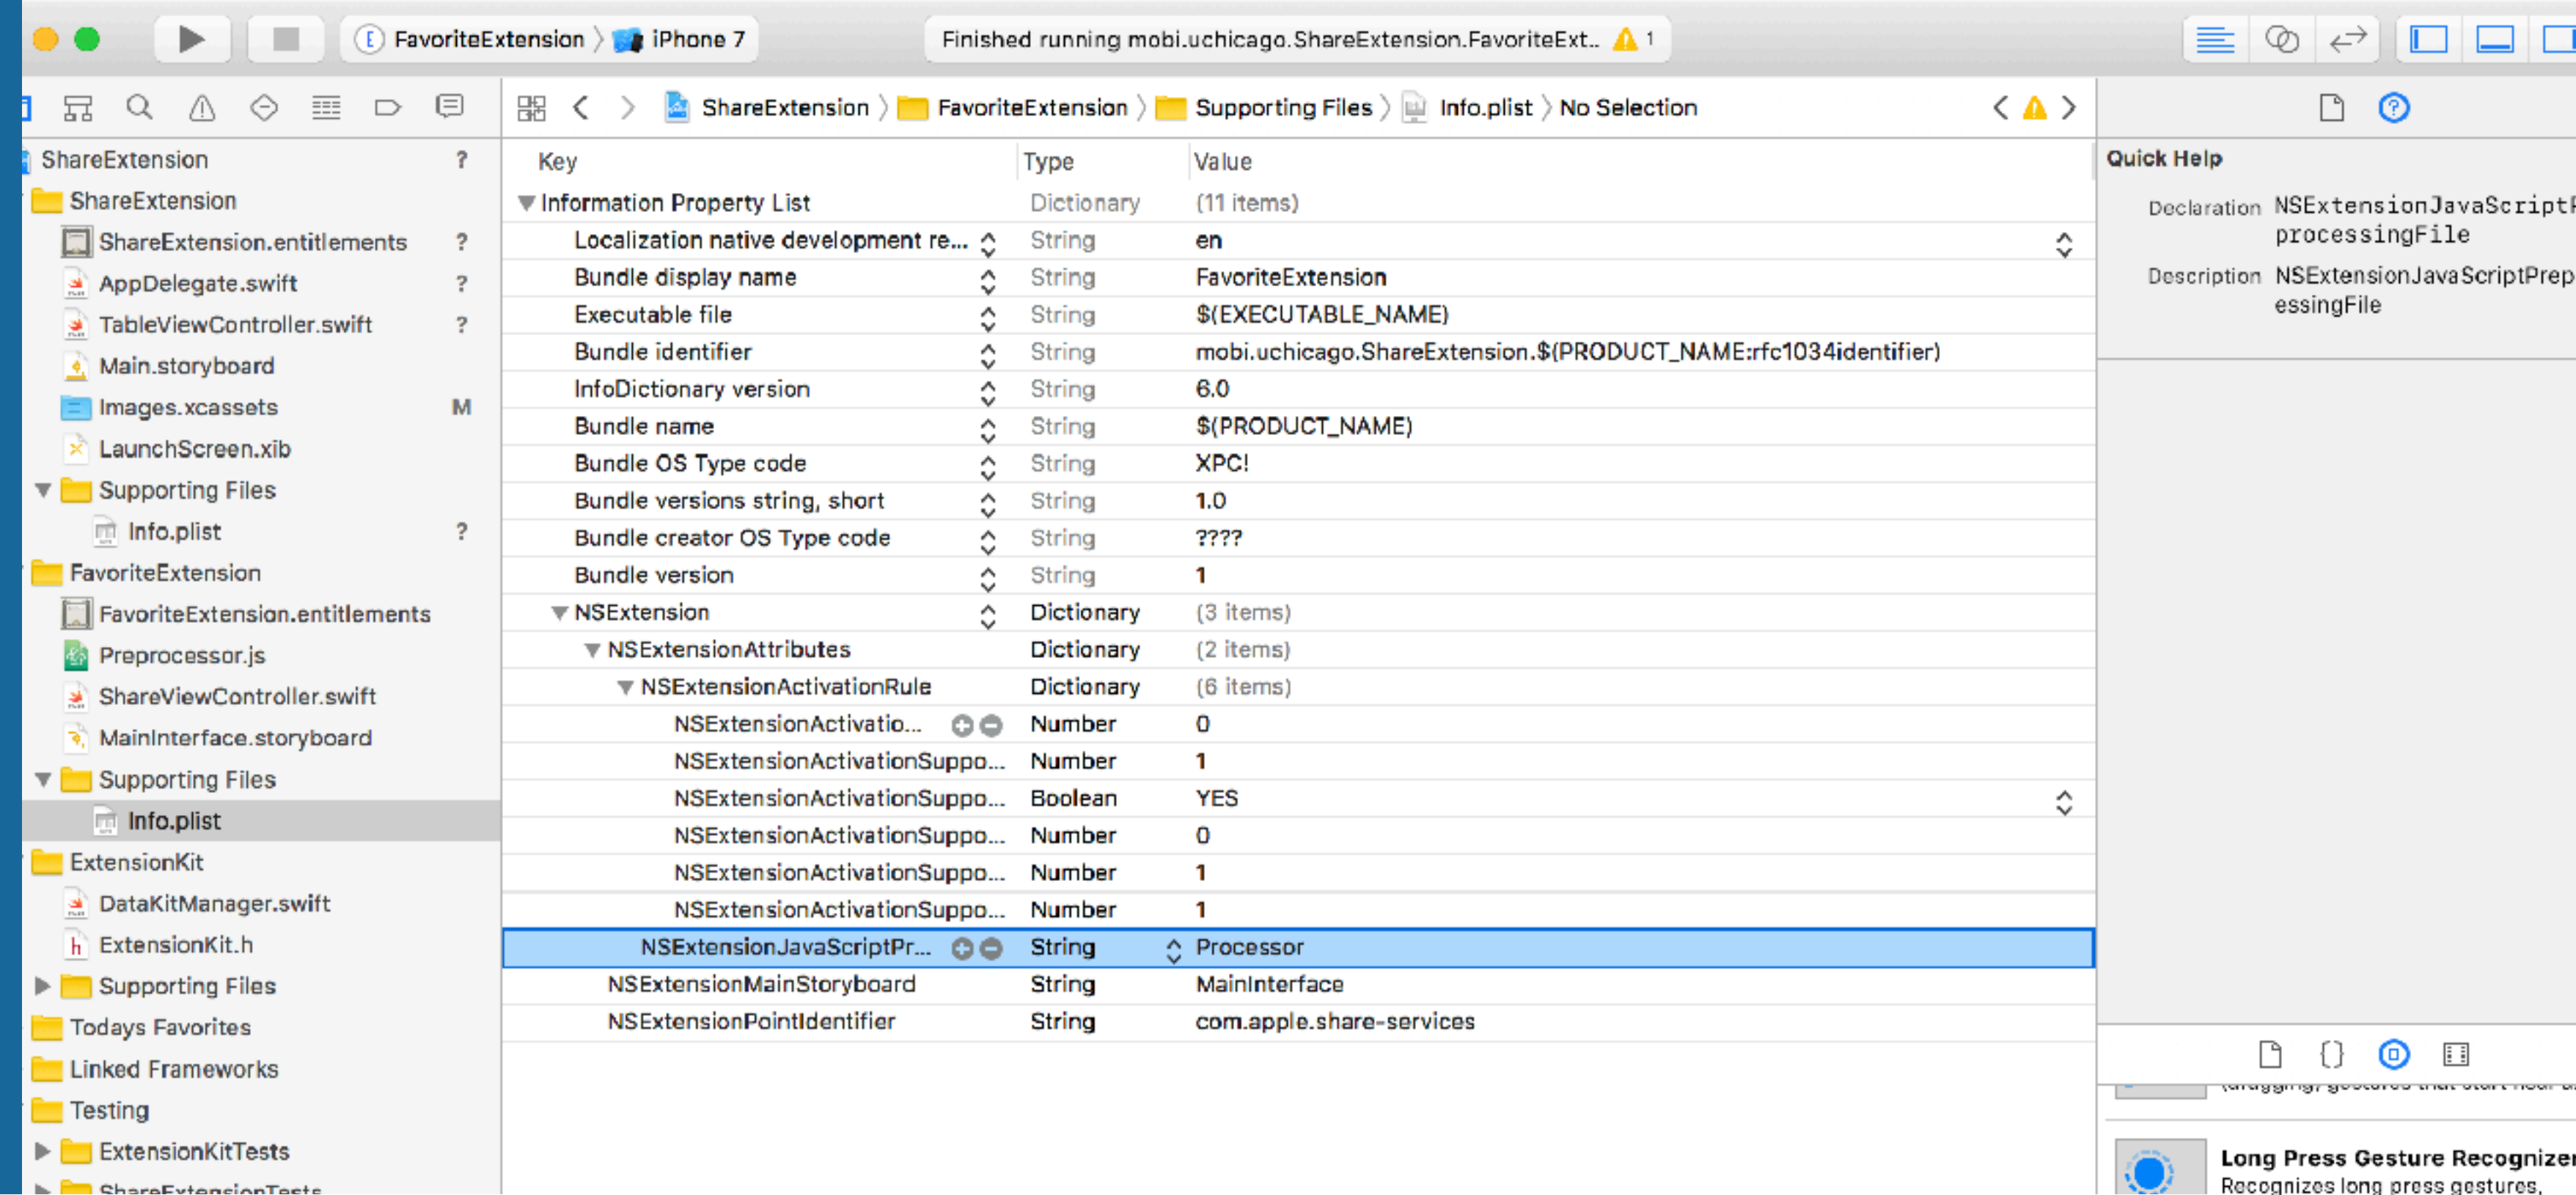 FavoriteExtension 〉 iPhone 7
Finished running mobi.uchicago.ShareExtension.FavoriteExt.. 1
ShareExtension 〉 FavoriteExtension 〉 Supporting Files 〉 Info.plist 〉 No Selection
ShareExtension ?
ShareExtension
ShareExtension.entitlements ?
AppDelegate.swift ?
TableViewController.swift ?
Main.storyboard
Images.xcassets M
LaunchScreen.xib
Supporting Files
Info.plist ?
FavoriteExtension
FavoriteExtension.entitlements
Preprocessor.js
ShareViewController.swift
MainInterface.storyboard
Supporting Files
Info.plist
ExtensionKit
DataKitManager.swift
h ExtensionKit.h
Supporting Files
Todays Favorites
Linked Frameworks
Testing
ExtensionKitTests
ShareExtensionTests
Key Type Value
Information Property List Dictionary (11 items)
Localization native development re... String en
Bundle display name String FavoriteExtension
Executable file String $(EXECUTABLE_NAME)
Bundle identifier String mobi.uchicago.ShareExtension.$(PRODUCT_NAME:rfc1034identifier)
InfoDictionary version String 6.0
Bundle name String $(PRODUCT_NAME)
Bundle OS Type code String XPC!
Bundle versions string, short String 1.0
Bundle creator OS Type code String ????
Bundle version String 1
NSExtension Dictionary (3 items)
NSExtensionAttributes Dictionary (2 items)
NSExtensionActivationRule Dictionary (6 items)
NSExtensionActivatio... Number 0
NSExtensionActivationSuppo... Number 1
NSExtensionActivationSuppo... Boolean YES
NSExtensionActivationSuppo... Number 0
NSExtensionActivationSuppo... Number 1
NSExtensionActivationSuppo... Number 1
NSExtensionJavaScriptPr... String Processor
NSExtensionMainStoryboard String MainInterface
NSExtensionPointIdentifier String com.apple.share-services
Quick Help
Declaration NSExtensionJavaScriptP
processingFile
Description NSExtensionJavaScriptPrep
essingFile
Long Press Gesture Recognizer
Recognizes long press gestures,